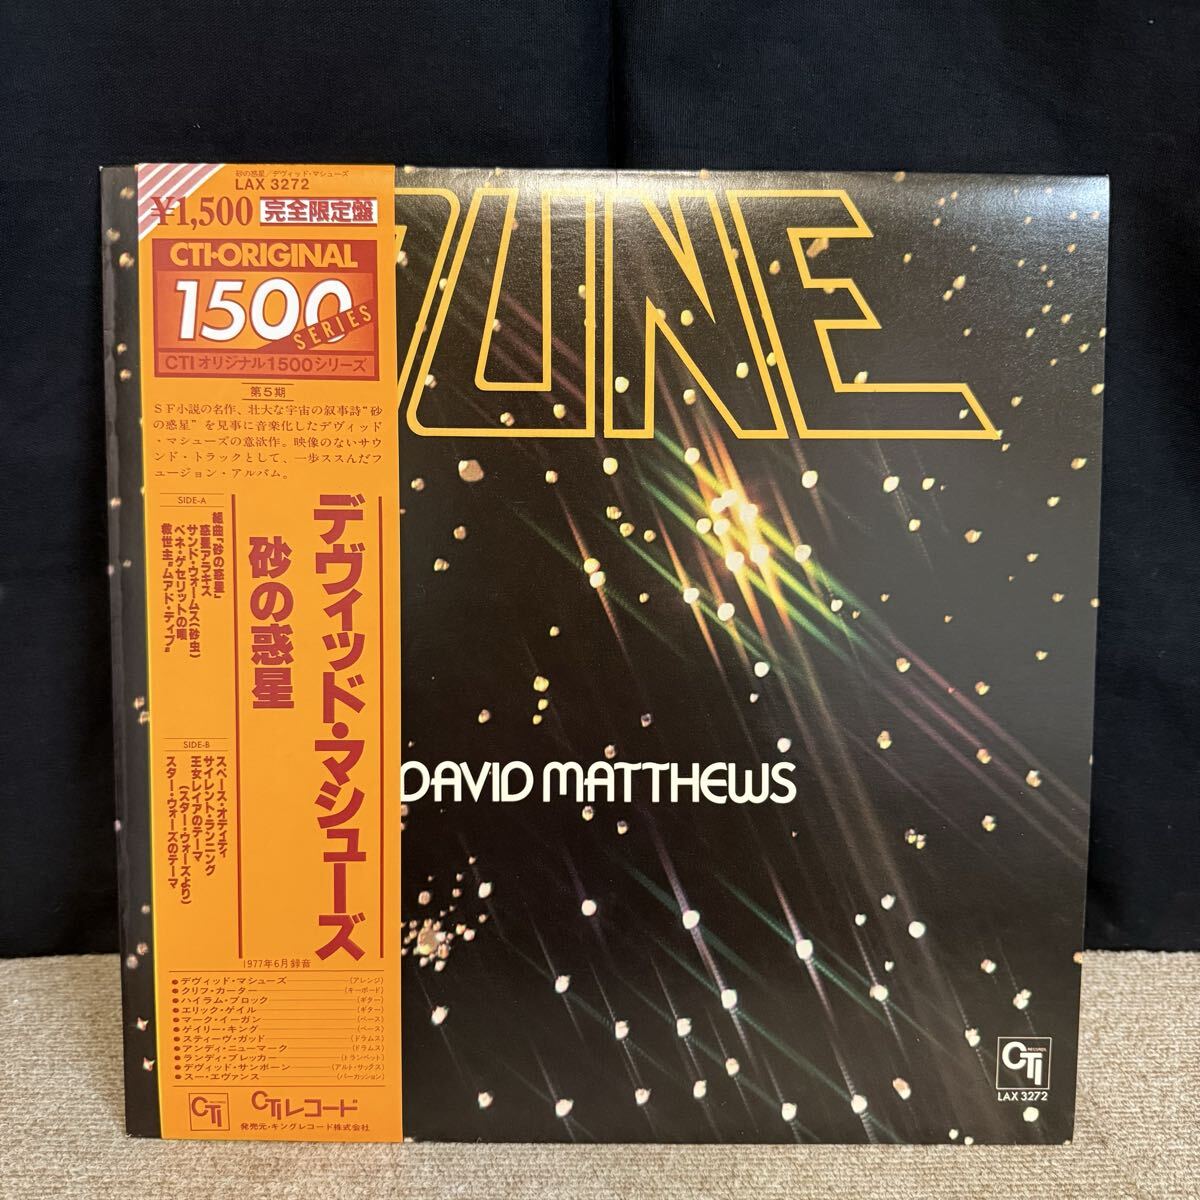 砂の惑星/デヴィッド・マシューズ
LAX 3272
¥1,500 完全限定盤
CTI-ORIGINAL
1500
SERIES
CTIオリジナル1500シリーズ
第5期
SF小説の名作、壮大な宇宙の叙事詩“砂
の惑星”を見事に音楽化したデヴィッド
・マシューズの意欲作。映像のないサウ
ンド・トラックとして、一歩ススんだフ
ュージョン・アルバム。
デヴィッド・マシューズ
砂の惑星
SIDE-A
組曲「砂の惑星」
惑星アラキス
サンド・ウォームス(砂虫)
ベネ・ゲセリットの唄
救世主“ムアド・ディブ”
SIDE-B
スペース・オディティ
サイレント・ランニング
王女レイアのテーマ
(スター・ウォーズより)
スター・ウォーズのテーマ
1977年6月録音
●デヴィッド・マシューズ(アレンジ)
●クリフ・カーター(キーボード)
●ハイラム・ブロック(ギター)
●エリック・ゲイル(ギター)
●マーク・イーガン(ベース)
●ゲイリー・キング(ベース)
●スティーヴ・ガッド(ドラムス)
●アンディ・ニューマーク(ドラムス)
●ランディ・ブレッカー(トランペット)
●デヴィッド・サンボーン(アルト・サックス)
●スー・エヴァンス(パーカッション)
CTI CTIレコード
発売元・キングレコード株式会社
UNE
DAVID MATTHEWS
CTI
RECORDS
LAX 3272